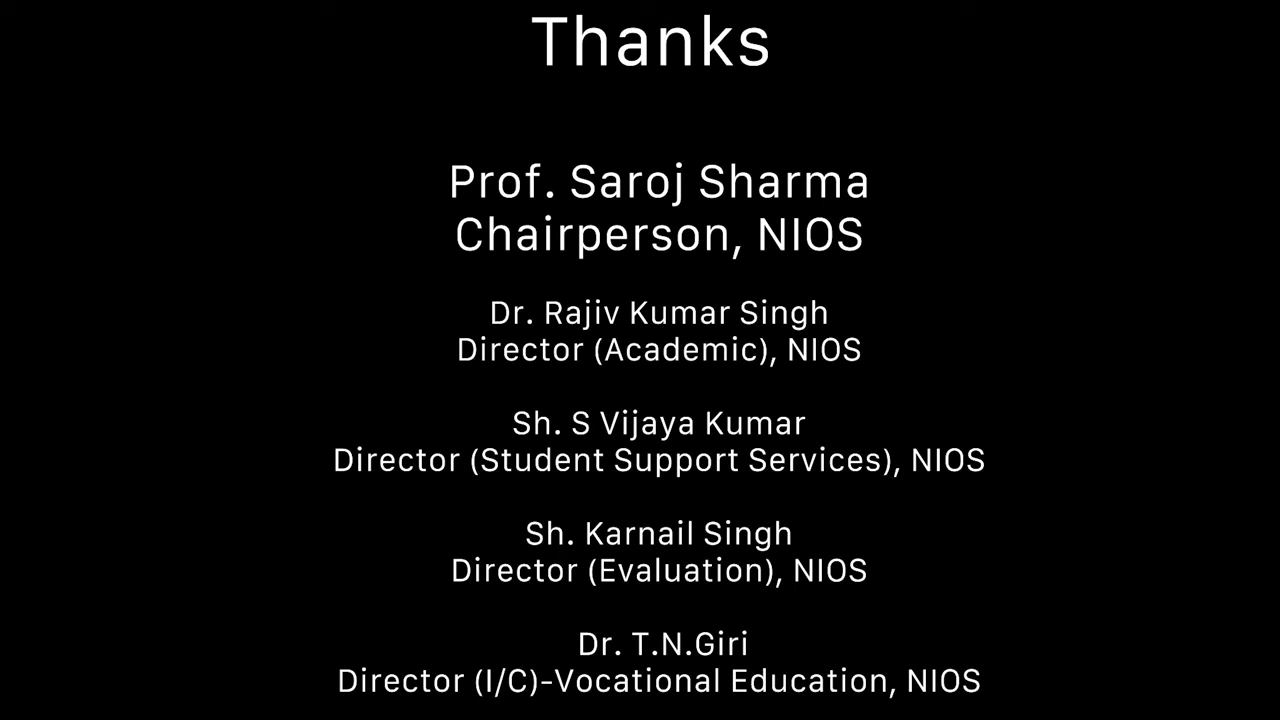 Thanks
Prof. Saroj Sharma
Chairperson, NIOS
Dr. Rajiv Kumar Singh
Director (Academic), NIOS
Sh. S Vijaya Kumar
Director (Student Support Services), NIOS
Sh. Karnail Singh
Director (Evaluation), NIOS
Dr. T.N.Giri
Director (I/C)-Vocational Education, NIOS